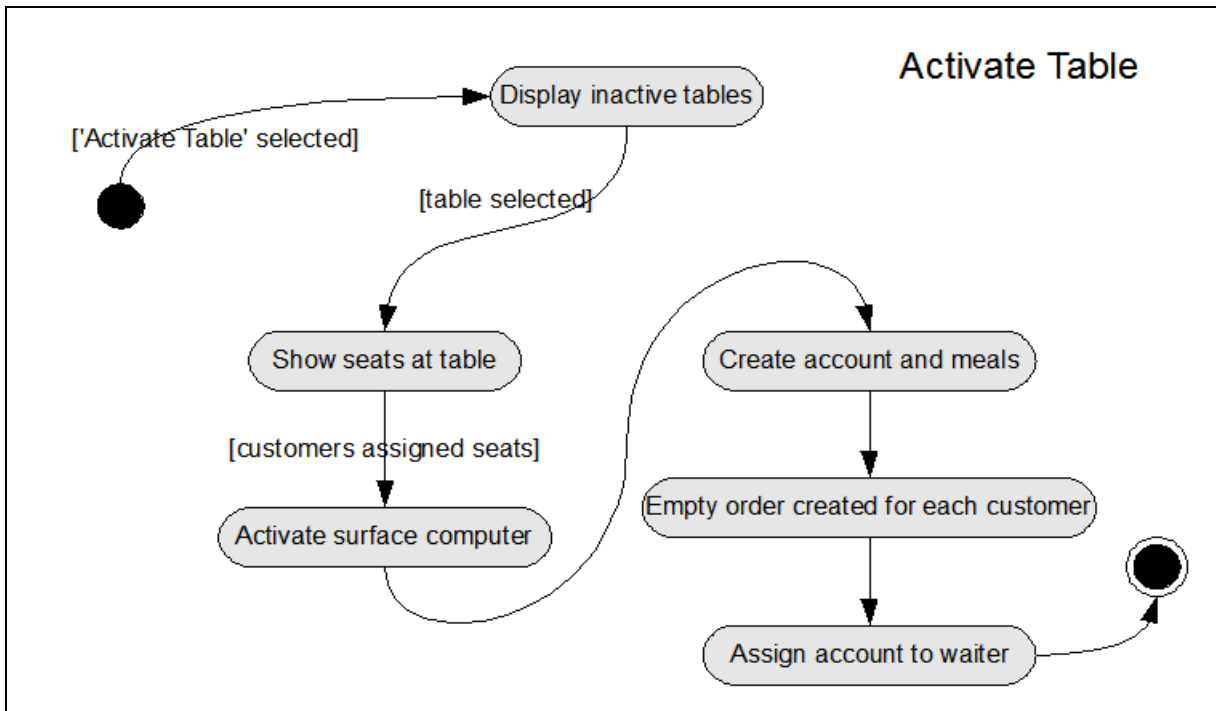 Activate Table
Display inactive tables
['Activate Table' selected]
[table selected]
Show seats at table
[customers assigned seats]
Activate surface computer
Create account and meals
Empty order created for each customer
Assign account to waiter